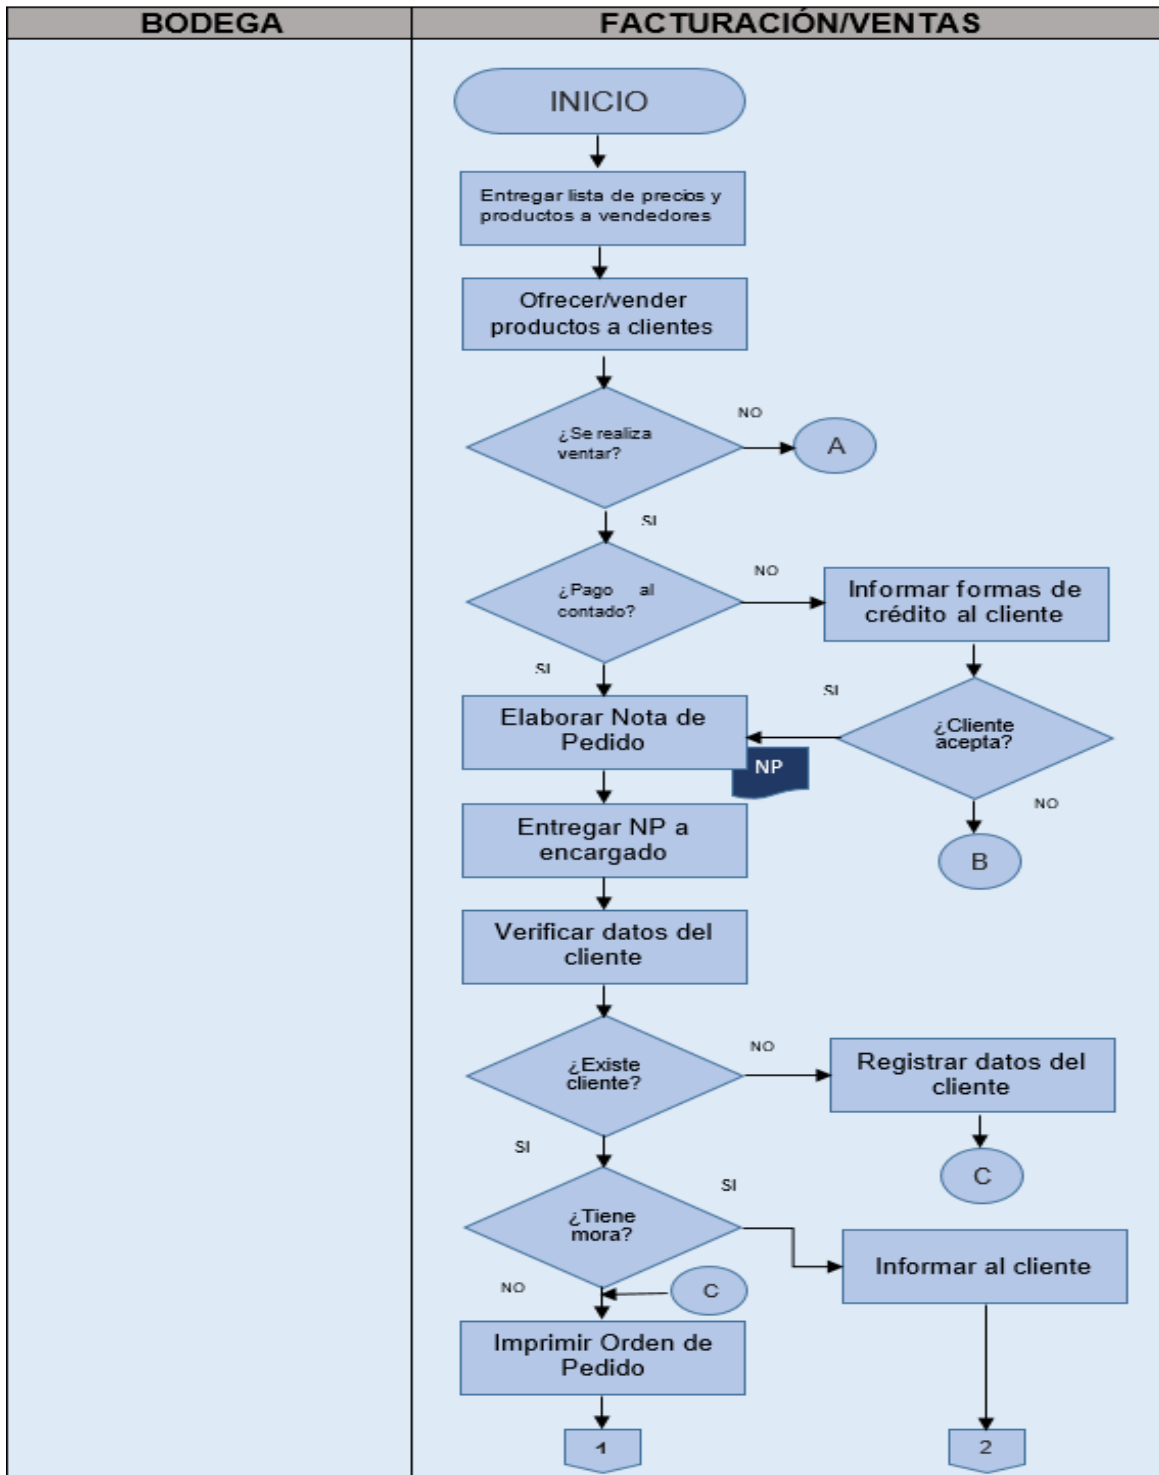 BODEGA
FACTURACIÓN/VENTAS
INICIO
Entregar lista de precios y
productos a vendedores
Ofrecer/vender
productos a clientes
¿Se realiza
ventar?
NO
A
SI
¿Pago al
contado?
NO
Informar formas de
crédito al cliente
SI
SI
Elaborar Nota de
Pedido
¿Cliente
acepta?
NP
NO
Entregar NP a
encargado
B
Verificar datos del
cliente
¿Existe
cliente?
NO
Registrar datos del
cliente
SI
C
¿Tiene
mora?
SI
Informar al cliente
NO
C
Imprimir Orden de
Pedido
1
2